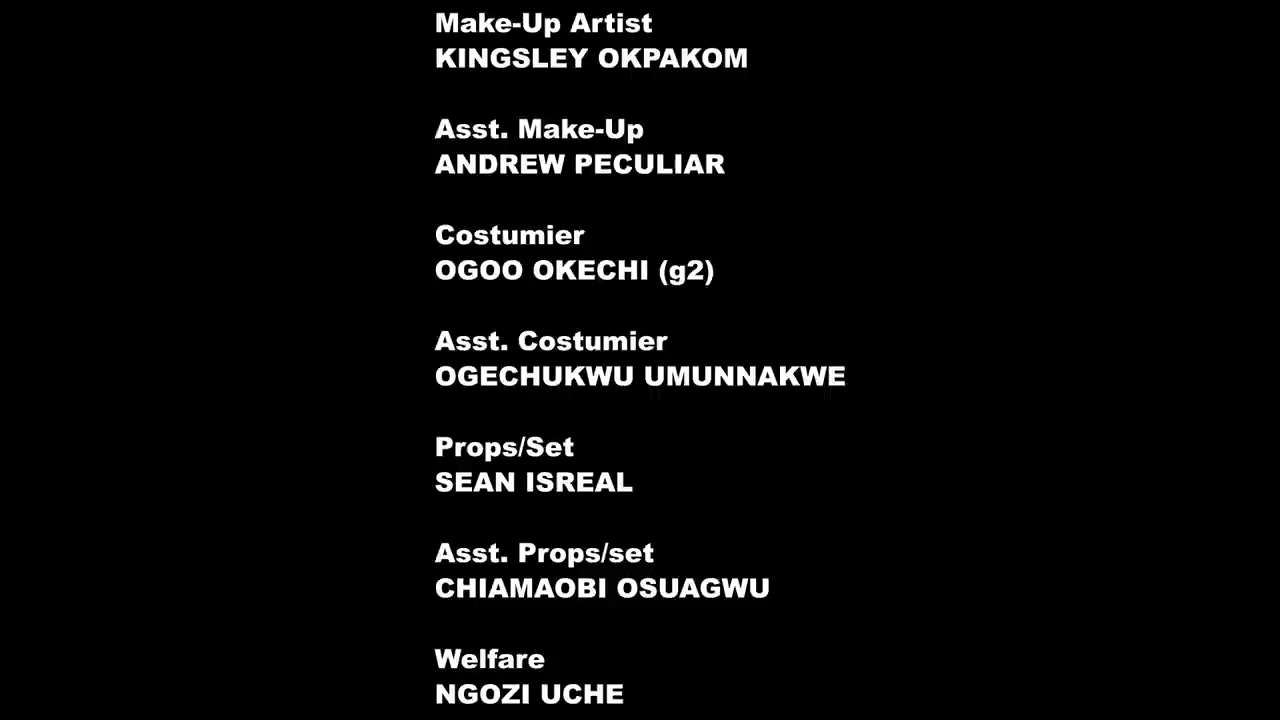 Make-Up Artist
KINGSLEY OKPAKOM
Asst. Make-Up
ANDREW PECULIAR
Costumier
OGOO OKECHI (g2)
Asst. Costumier
OGECHUKWU UMUNNAKWE
Props/Set
SEAN ISREAL
Asst. Props/set
CHIAMAOBI OSUAGWU
Welfare
NGOZI UCHE